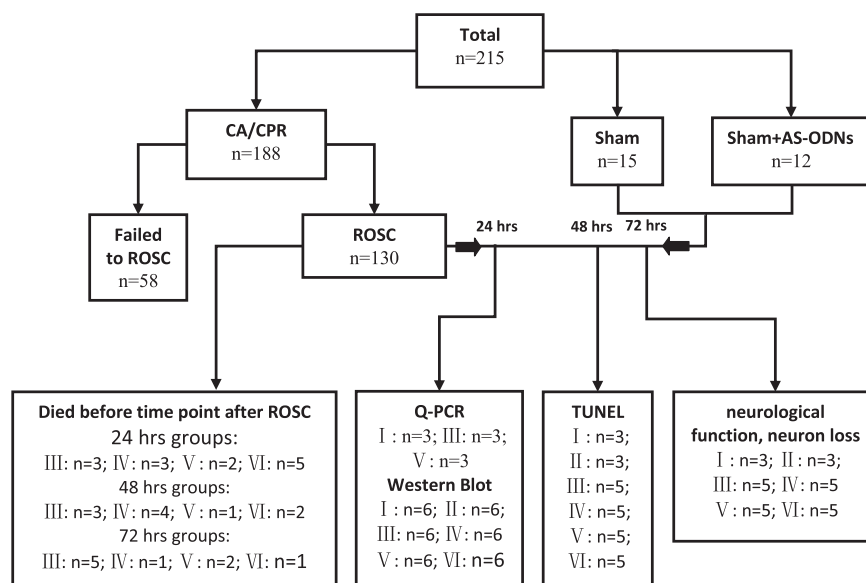 Total
n=215
CA/CPR
n=188
Sham
n=15
Sham+AS-ODNs
n=12
Failed
to ROSC
n=58
ROSC
n=130
24 hrs
48 hrs
72 hrs
Died before time point after ROSC
24 hrs groups:
Ⅲ: n=3; Ⅳ: n=3; Ⅴ: n=2; Ⅵ: n=5
48 hrs groups:
Ⅲ: n=3; Ⅳ: n=4; Ⅴ: n=1; Ⅵ: n=2
72 hrs groups:
Ⅲ: n=5; Ⅳ: n=1; Ⅴ: n=2; Ⅵ: n=1
Q-PCR
Ⅰ: n=3; Ⅲ: n=3;
Ⅴ: n=3
Western Blot
Ⅰ: n=6; Ⅱ: n=6;
Ⅲ: n=6; Ⅳ: n=6
Ⅴ: n=6; Ⅵ: n=6
TUNEL
Ⅰ: n=3;
Ⅱ: n=3;
Ⅲ: n=5;
Ⅳ: n=5;
Ⅴ: n=5;
Ⅵ: n=5
neurological
function, neuron loss
Ⅰ: n=3; Ⅱ: n=3;
Ⅲ: n=5; Ⅳ: n=5
Ⅴ: n=5; Ⅵ: n=5